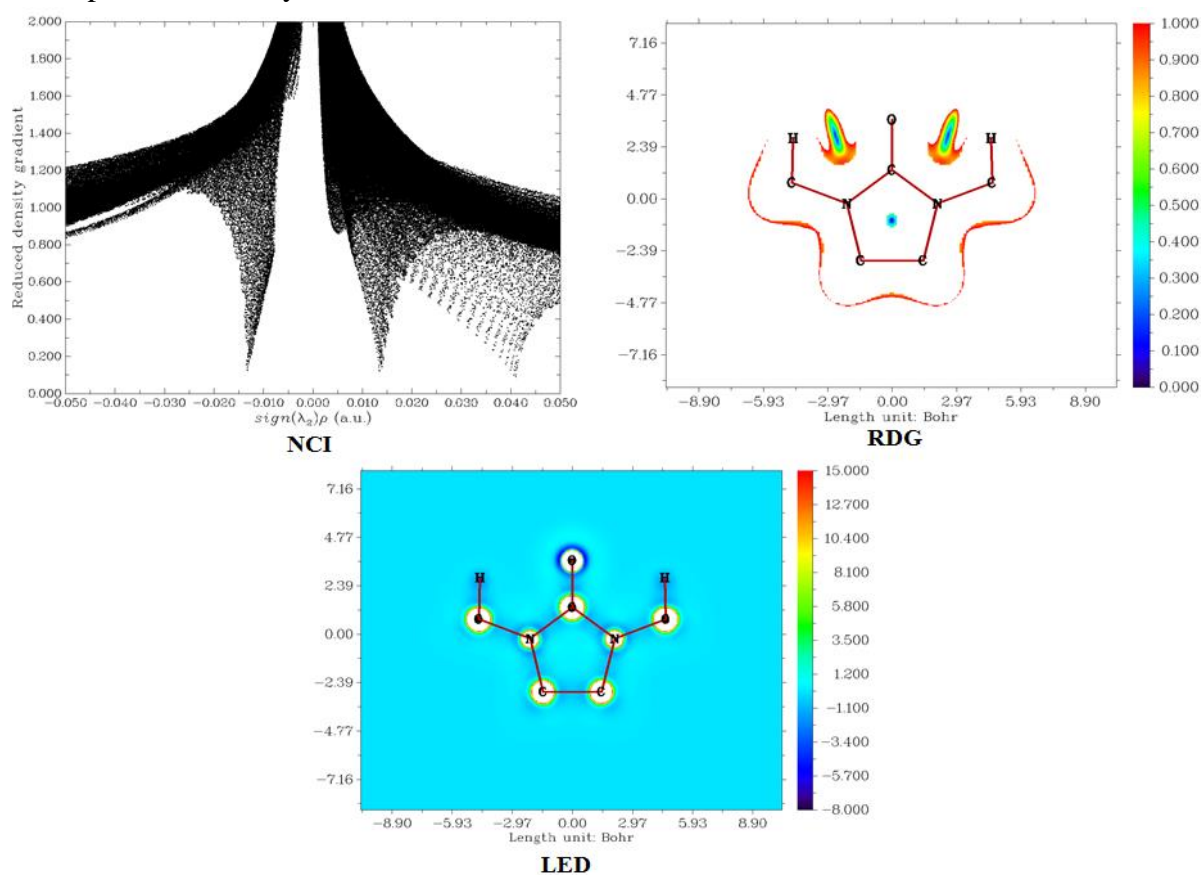 2.000
1.800
1.600
1.400
1.200
1.000
0.800
0.600
0.400
0.200
0.000
Reduced density gradient
−0.050 −0.040 −0.030 −0.020 −0.010 0.000 0.010 0.020 0.030 0.040 0.050
sign(λ₂)ρ (a.u.)
NCI
7.16
4.77
2.39
0.00
−2.39
−4.77
−7.16
O
H H
C
C C
N N
C C
−8.90 −5.93 −2.97 0.00 2.97 5.93 8.90
Length unit: Bohr
1.000
0.900
0.800
0.700
0.600
0.500
0.400
0.300
0.200
0.100
0.000
RDG
7.16
4.77
2.39
0.00
−2.39
−4.77
−7.16
O
H H
C
C C
N N
C C
−8.90 −5.93 −2.97 0.00 2.97 5.93 8.90
Length unit: Bohr
15.000
12.700
10.400
8.100
5.800
3.500
1.200
−1.100
−3.400
−5.700
−8.000
LED